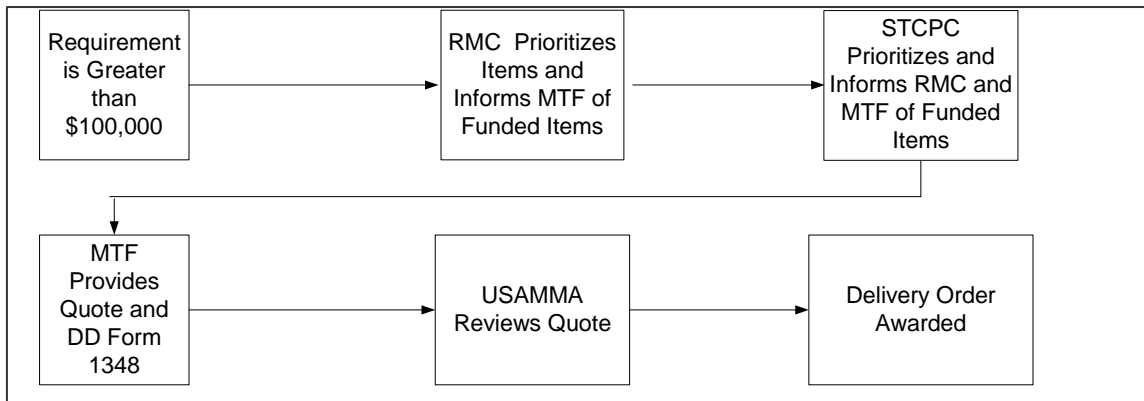 Requirement
is Greater
than
$100,000
RMC Prioritizes
Items and
Informs MTF of
Funded Items
STCPC
Prioritizes and
Informs RMC and
MTF of Funded
Items
MTF
Provides
Quote and
DD Form
1348
USAMMA
Reviews Quote
Delivery Order
Awarded